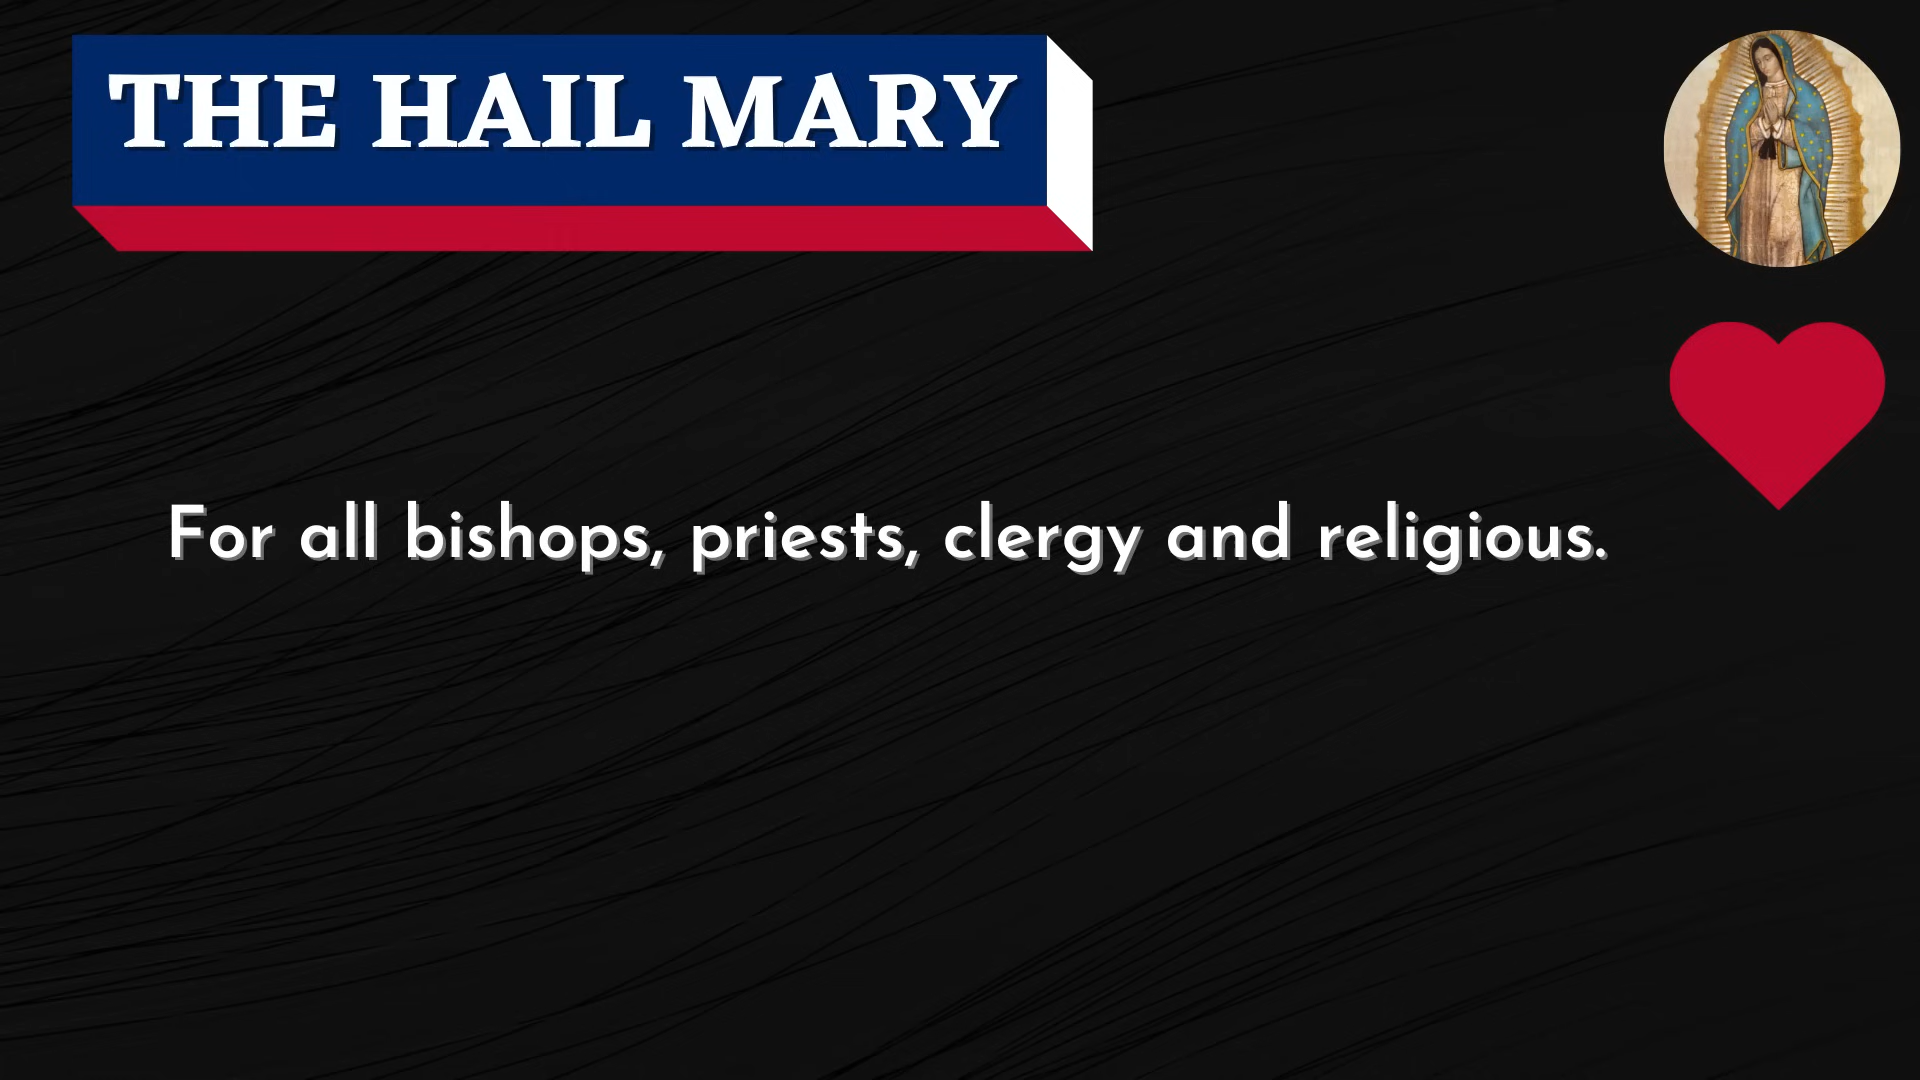 THE HAIL MARY
For all bishops, priests, clergy and religious.